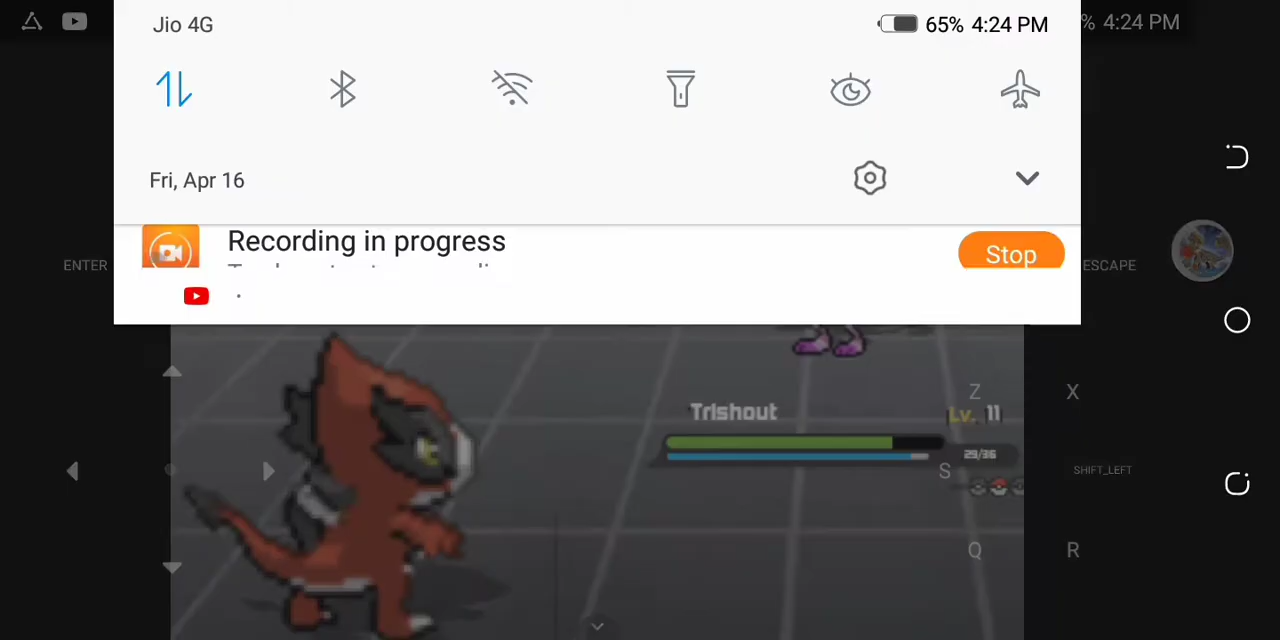 Jio 4G
65% 4:24 PM
% 4:24 PM
Fri, Apr 16
Recording in progress
Stop
ENTER
ESCAPE
Z
X
Trishout
Lv. 11
29/36
S
SHIFT_LEFT
Q
R